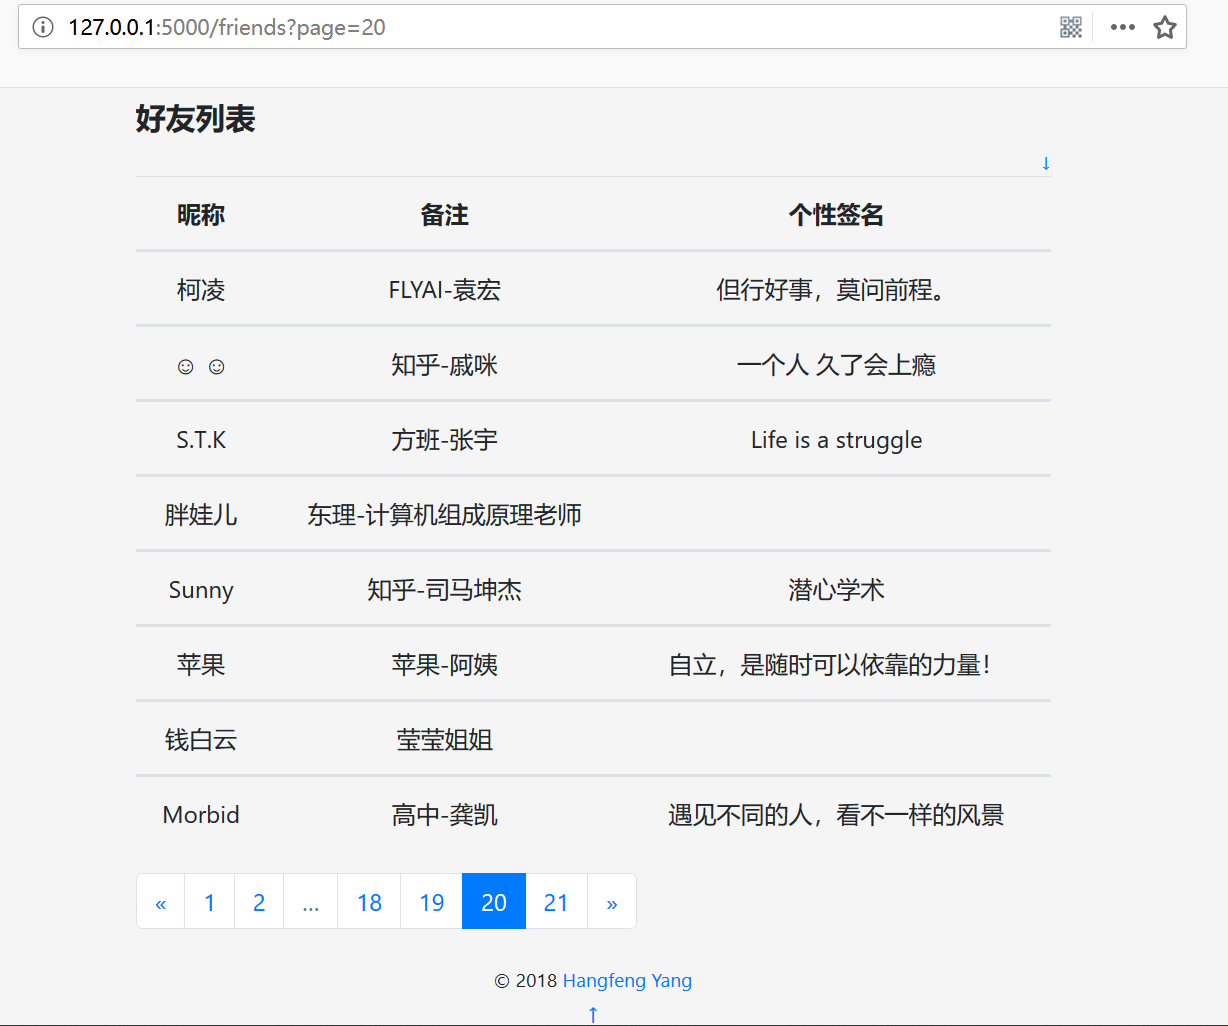 127.0.0.1:5000/friends?page=20
好友列表
↓
昵称 备注 个性签名
柯凌 FLYAI-袁宏 但行好事，莫问前程。
☺ ☺ 知乎-戚咪 一个人 久了会上瘾
S.T.K 方班-张宇 Life is a struggle
胖娃儿 东理-计算机组成原理老师
Sunny 知乎-司马坤杰 潜心学术
苹果 苹果-阿姨 自立，是随时可以依靠的力量！
钱白云 莹莹姐姐
Morbid 高中-龚凯 遇见不同的人，看不一样的风景
« 1 2 ... 18 19 20 21 »
© 2018 Hangfeng Yang
↑